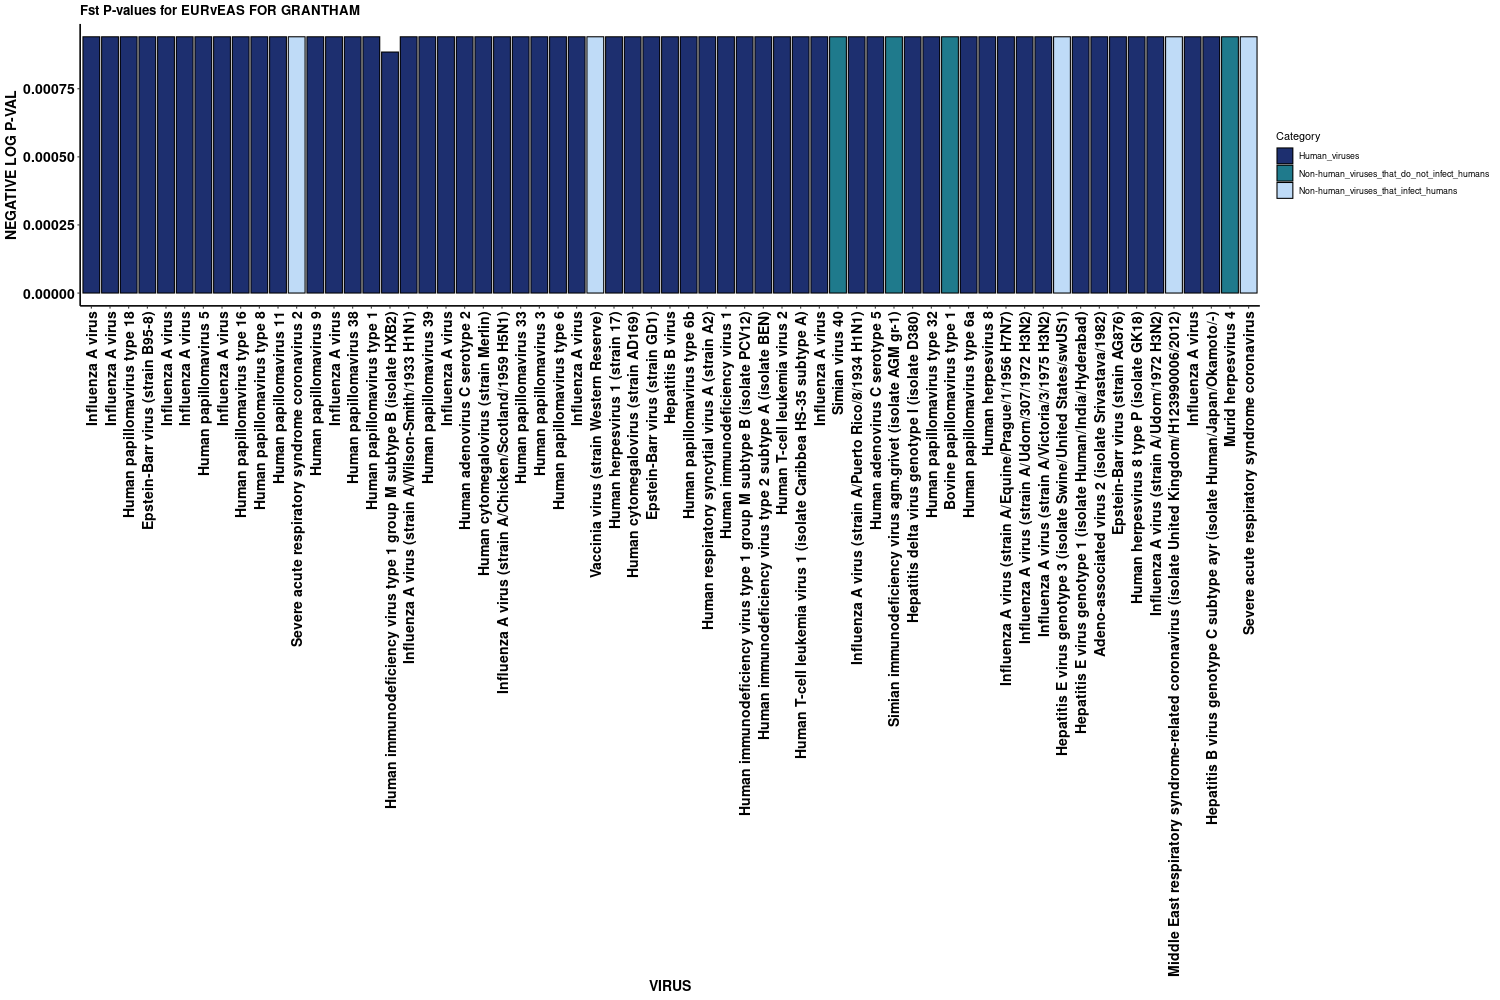 Fst P-values for EURvEAS FOR GRANTHAM
NEGATIVE LOG P-VAL
0.00075
0.00050
0.00025
0.00000
Influenza A virus
Influenza A virus
Human papillomavirus type 18
Epstein-Barr virus (strain B95-8)
Influenza A virus
Influenza A virus
Human papillomavirus 5
Influenza A virus
Human papillomavirus type 16
Human papillomavirus type 8
Human papillomavirus 11
Severe acute respiratory syndrome coronavirus 2
Human papillomavirus 9
Influenza A virus
Human papillomavirus 38
Human papillomavirus type 1
Human immunodeficiency virus type 1 group M subtype B (isolate HXB2)
Influenza A virus (strain A/Wilson-Smith/1933 H1N1)
Human papillomavirus 39
Influenza A virus
Human adenovirus C serotype 2
Human cytomegalovirus (strain Merlin)
Influenza A virus (strain A/Chicken/Scotland/1959 H5N1)
Human papillomavirus 33
Human papillomavirus 3
Human papillomavirus type 6
Influenza A virus
Vaccinia virus (strain Western Reserve)
Human herpesvirus 1 (strain 17)
Human cytomegalovirus (strain AD169)
Epstein-Barr virus (strain GD1)
Hepatitis B virus
Human papillomavirus type 6b
Human respiratory syncytial virus A (strain A2)
Human immunodeficiency virus 1
Human immunodeficiency virus type 1 group M subtype B (isolate PCV12)
Human immunodeficiency virus type 2 subtype A (isolate BEN)
Human T-cell leukemia virus 2
Human T-cell leukemia virus 1 (isolate Caribbea HS-35 subtype A)
Influenza A virus
Simian virus 40
Influenza A virus (strain A/Puerto Rico/8/1934 H1N1)
Human adenovirus C serotype 5
Simian immunodeficiency virus agm.grivet (isolate AGM gr-1)
Hepatitis delta virus genotype I (isolate D380)
Human papillomavirus type 32
Bovine papillomavirus type 1
Human papillomavirus type 6a
Human herpesvirus 8
Influenza A virus (strain A/Equine/Prague/1/1956 H7N7)
Influenza A virus (strain A/Udorn/307/1972 H3N2)
Influenza A virus (strain A/Victoria/3/1975 H3N2)
Hepatitis E virus genotype 3 (isolate Swine/United States/swUS1)
Hepatitis E virus genotype 1 (isolate Human/India/Hyderabad)
Adeno-associated virus 2 (isolate Srivastava/1982)
Epstein-Barr virus (strain AG876)
Human herpesvirus 8 type P (isolate GK18)
Influenza A virus (strain A/Udorn/1972 H3N2)
Middle East respiratory syndrome-related coronavirus (isolate United Kingdom/H123990006/2012)
Influenza A virus
Hepatitis B virus genotype C subtype ayr (isolate Human/Japan/Okamoto/-)
Murid herpesvirus 4
Severe acute respiratory syndrome coronavirus
VIRUS
Category
Human_viruses
Non-human_viruses_that_do_not_infect_humans
Non-human_viruses_that_infect_humans